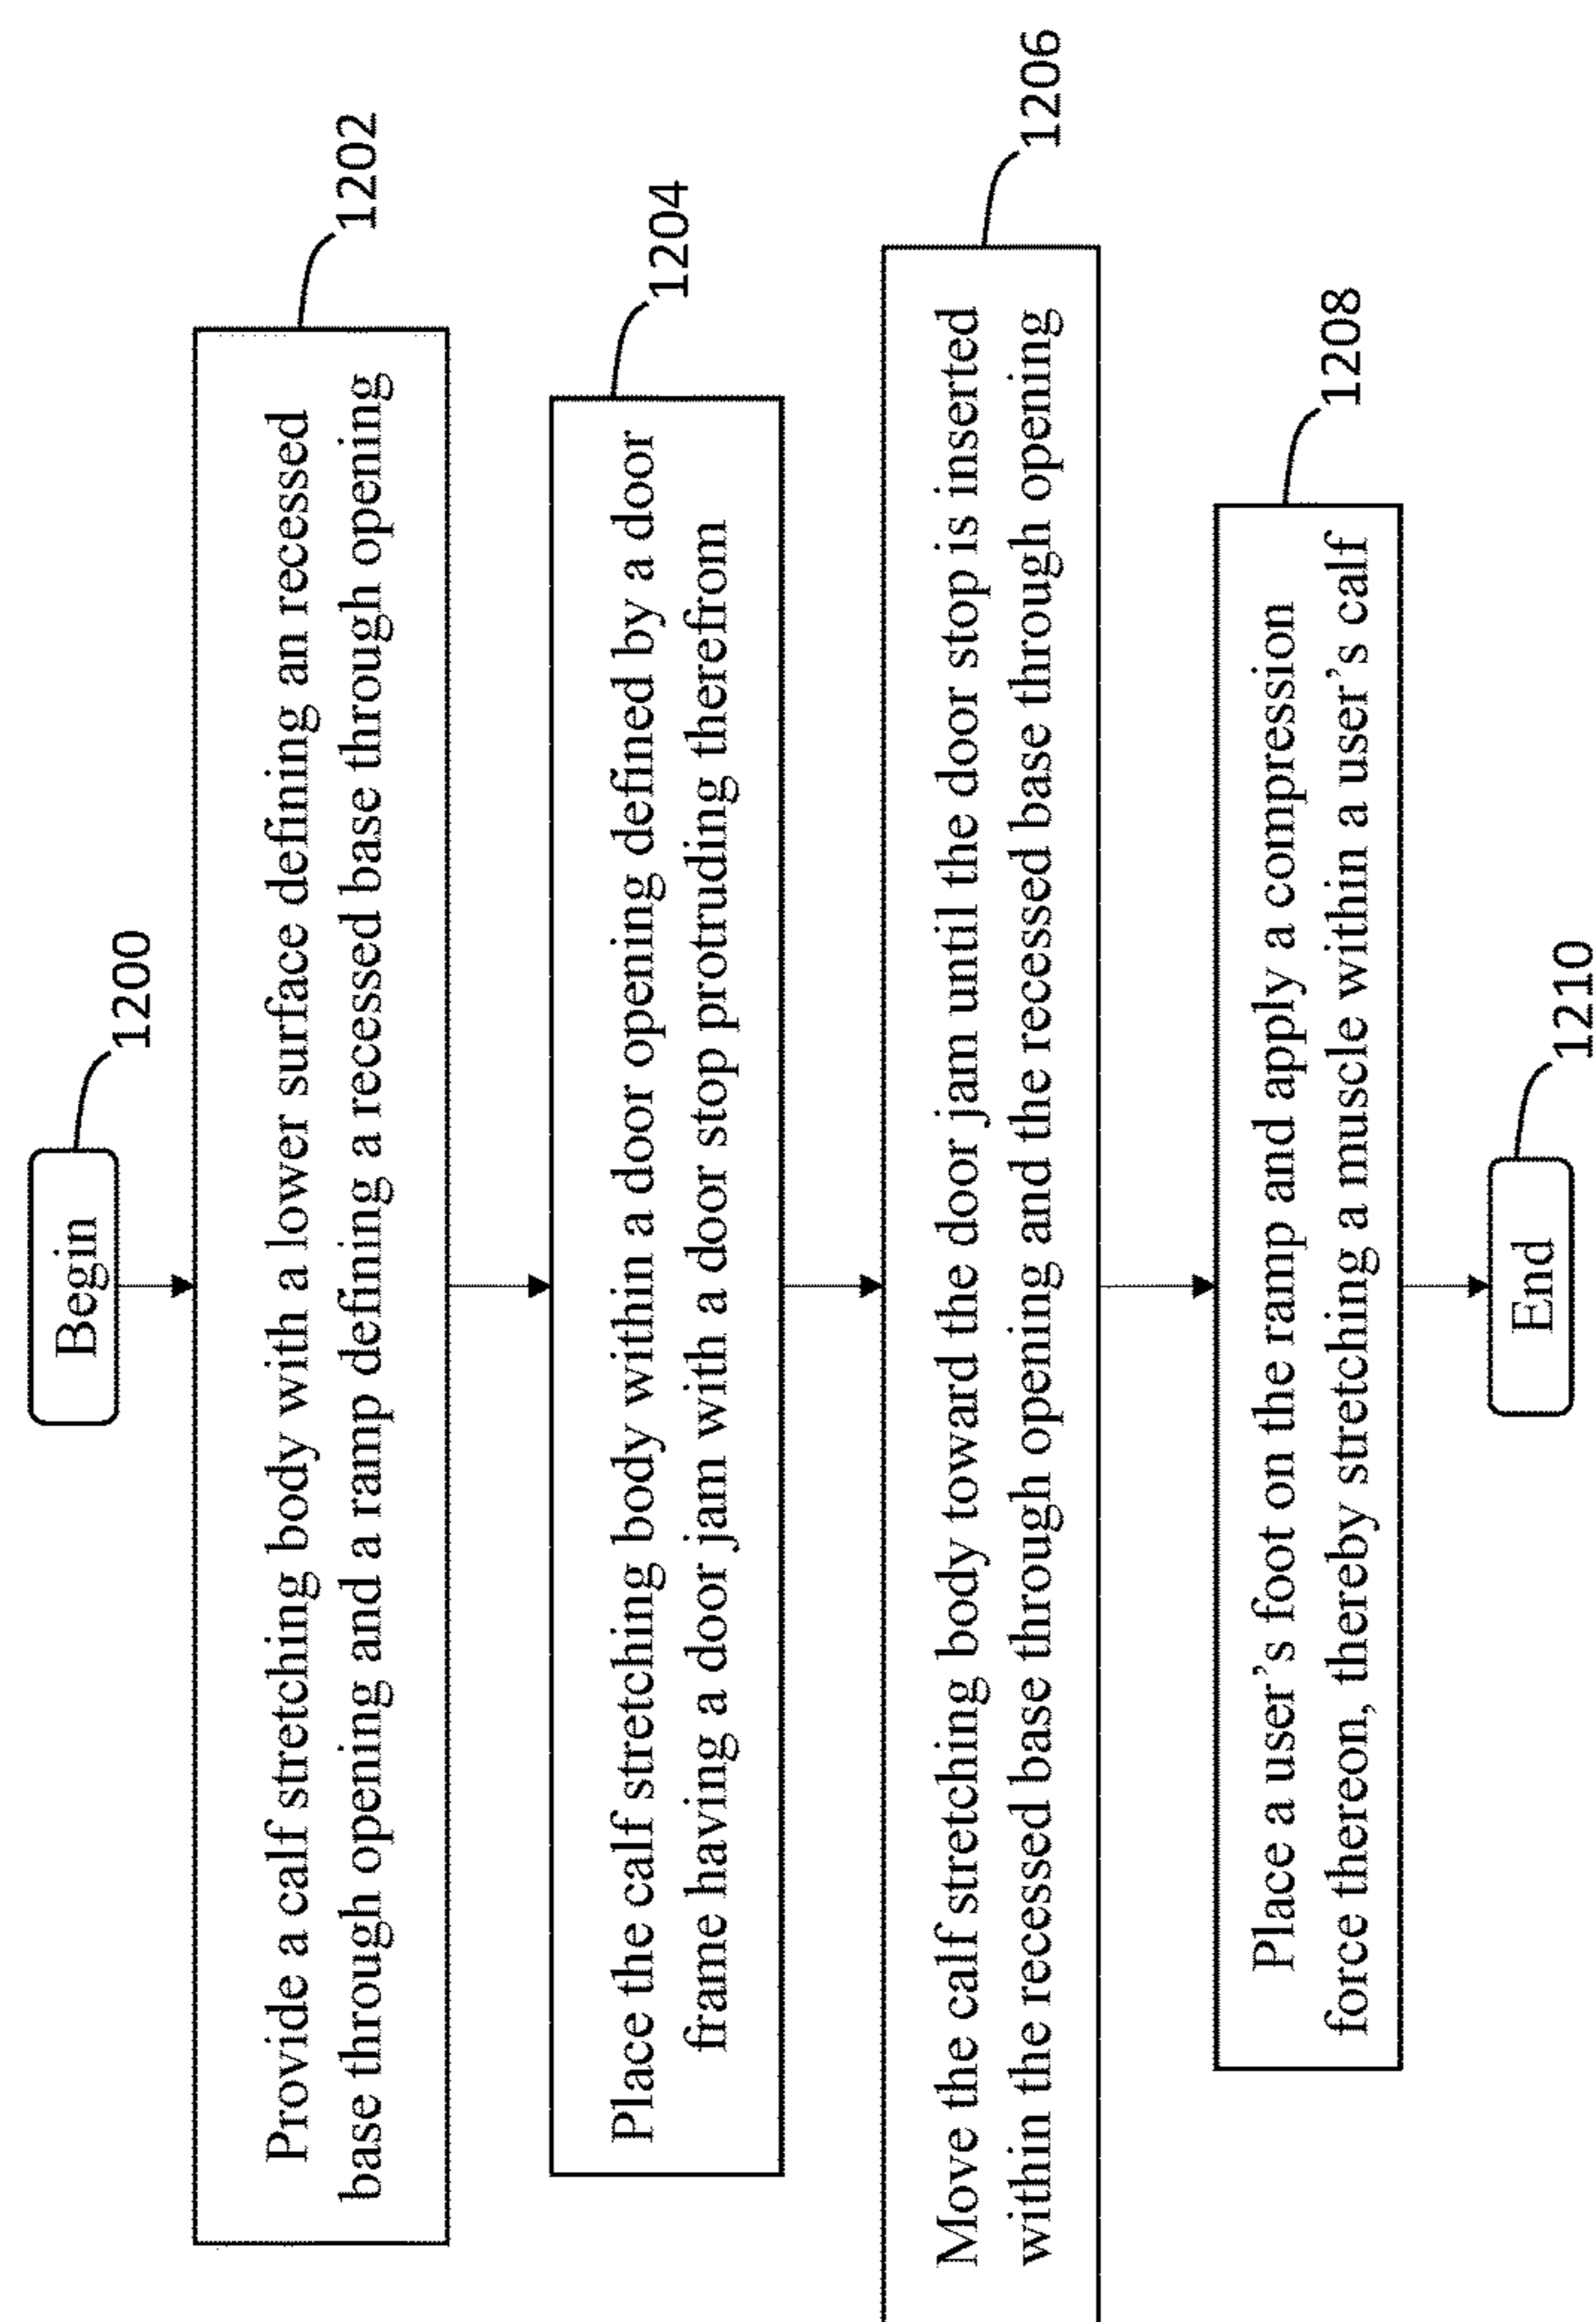 Begin
1200
Provide a calf stretching body with a lower surface defining an recessed
base through opening and a ramp defining a recessed base through opening
1202
Place the calf stretching body within a door opening defined by a door
frame having a door jam with a door stop protruding therefrom
1204
Move the calf stretching body toward the door jam until the door stop is inserted
within the recessed base through opening and the recessed base through opening
1206
Place a user's foot on the ramp and apply a compression
force thereon, thereby stretching a muscle within a user's calf
1208
End
1210